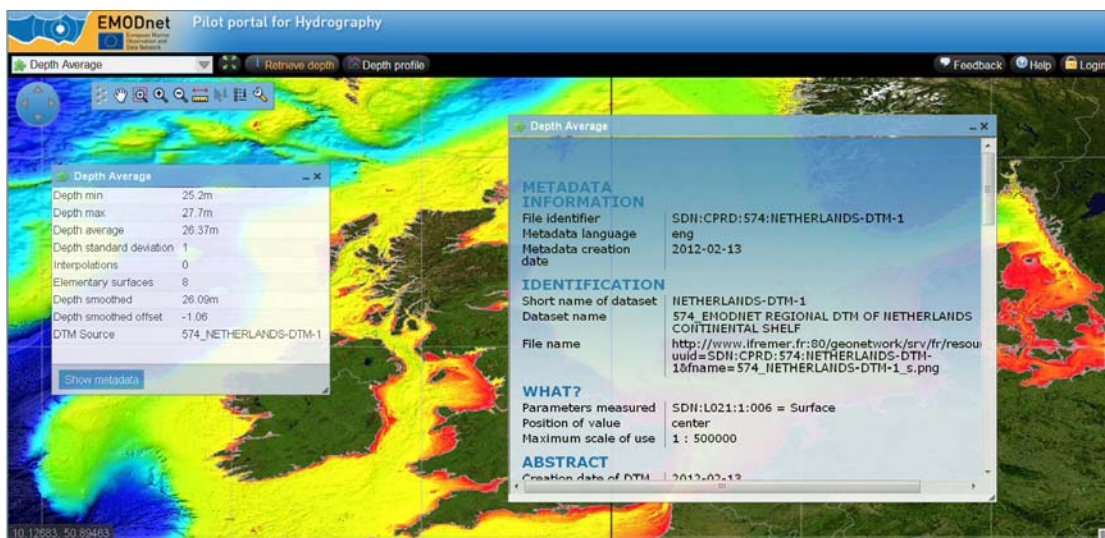 EMODnet
European Marine
Observation and
Data Network
Pilot portal for Hydrography
Depth Average
Retrieve depth
Depth profile
Feedback
Help
Login
Depth Average
Depth min 25.2m
Depth max 27.7m
Depth average 26.37m
Depth standard deviation 1
Interpolations 0
Elementary surfaces 8
Depth smoothed 26.09m
Depth smoothed offset -1.06
DTM Source 574_NETHERLANDS-DTM-1
Show metadata
Depth Average
METADATA
INFORMATION
File identifier SDN:CPRD:574:NETHERLANDS-DTM-1
Metadata language eng
Metadata creation 2012-02-13
date
IDENTIFICATION
Short name of dataset NETHERLANDS-DTM-1
Dataset name 574_EMODNET REGIONAL DTM OF NETHERLANDS
CONTINENTAL SHELF
File name http://www.ifremer.fr:80/geonetwork/srv/fr/resou
uuid=SDN:CPRD:574:NETHERLANDS-DTM-
1&fname=574_NETHERLANDS-DTM-1_s.png
WHAT?
Parameters measured SDN:L021:1:006 = Surface
Position of value center
Maximum scale of use 1 : 500000
ABSTRACT
Creation date of DTM 2012-02-13
10.12683, 50.89463